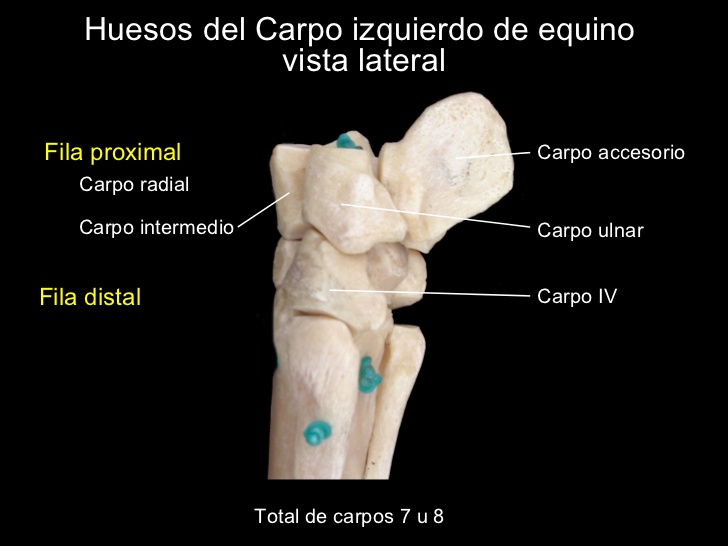 Huesos del Carpo izquierdo de equino
vista lateral
Fila proximal
Carpo accesorio
Carpo radial
Carpo intermedio
Carpo ulnar
Fila distal
Carpo IV
Total de carpos 7 u 8